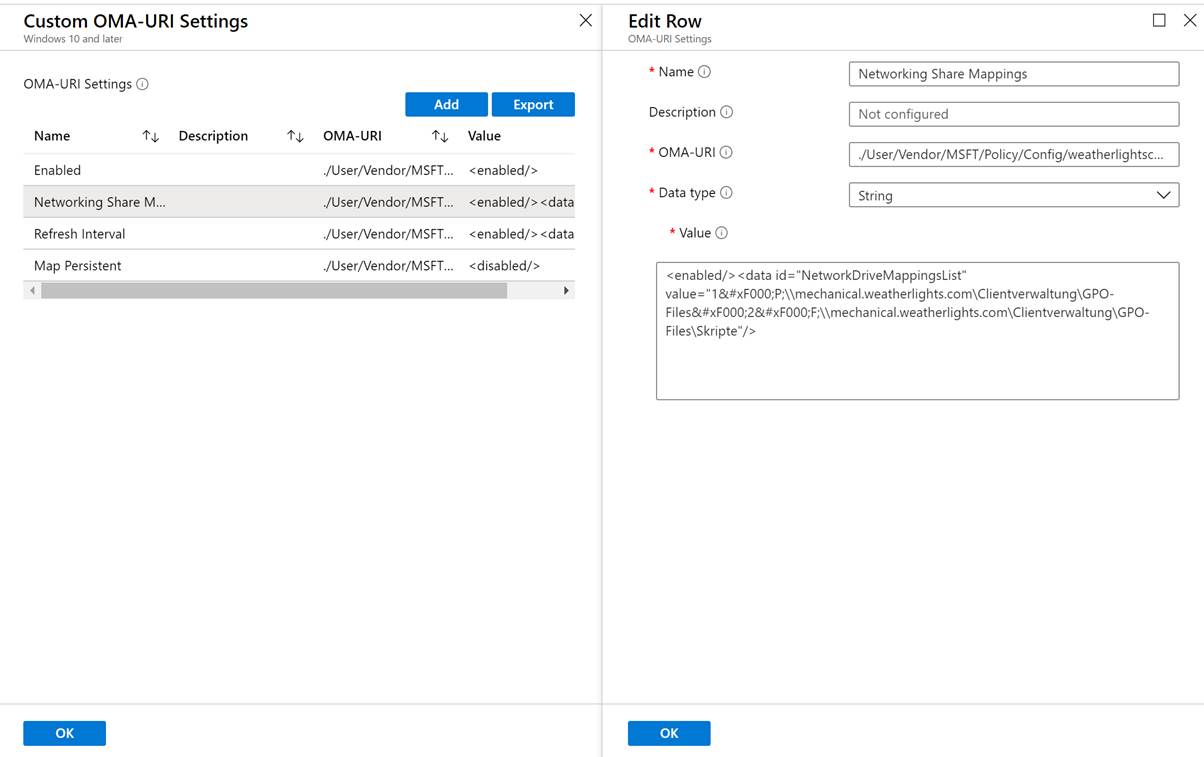 Custom OMA-URI Settings
Windows 10 and later
OMA-URI Settings
Add Export
Name Description OMA-URI Value
Enabled ./User/Vendor/MSFT... <enabled/>
Networking Share M... ./User/Vendor/MSFT... <enabled/><data
Refresh Interval ./User/Vendor/MSFT... <enabled/><data
Map Persistent ./User/Vendor/MSFT... <disabled/>
OK
Edit Row
OMA-URI Settings
* Name Networking Share Mappings
Description Not configured
* OMA-URI ./User/Vendor/MSFT/Policy/Config/weatherlightsc...
* Data type String
* Value
<enabled/><data id="NetworkDriveMappingsList"
value="1&#xF000;P;\\mechanical.weatherlights.com\Clientverwaltung\GPO-
Files&#xF000;2&#xF000;F;\\mechanical.weatherlights.com\Clientverwaltung\GPO-
Files\Skripte"/>
OK